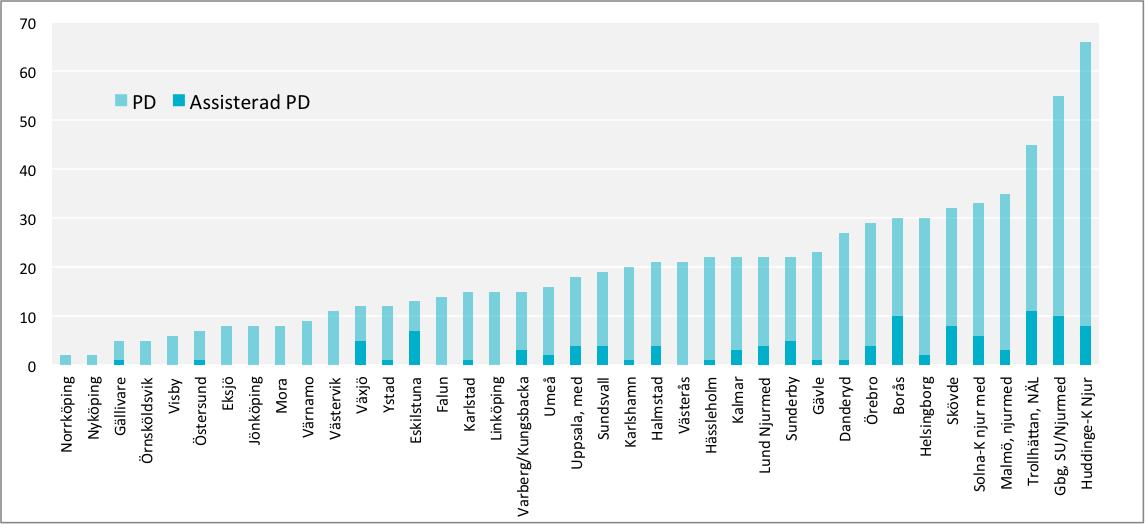 70
60
50
40
30
20
10
0
PD Assisterad PD
Norrköping
Nyköping
Gällivare
Örnsköldsvik
Visby
Östersund
Eksjö
Jönköping
Mora
Värnamo
Västervik
Växjö
Ystad
Eskilstuna
Falun
Karlstad
Linköping
Varberg/Kungsbacka
Umeå
Uppsala, med
Sundsvall
Karlshamn
Halmstad
Västerås
Hässleholm
Kalmar
Lund Njurmed
Sunderby
Gävle
Danderyd
Örebro
Borås
Helsingborg
Skövde
Solna-K njur med
Malmö, njurmed
Trollhättan, NÄL
Gbg, SU/Njurmed
Huddinge-K Njur